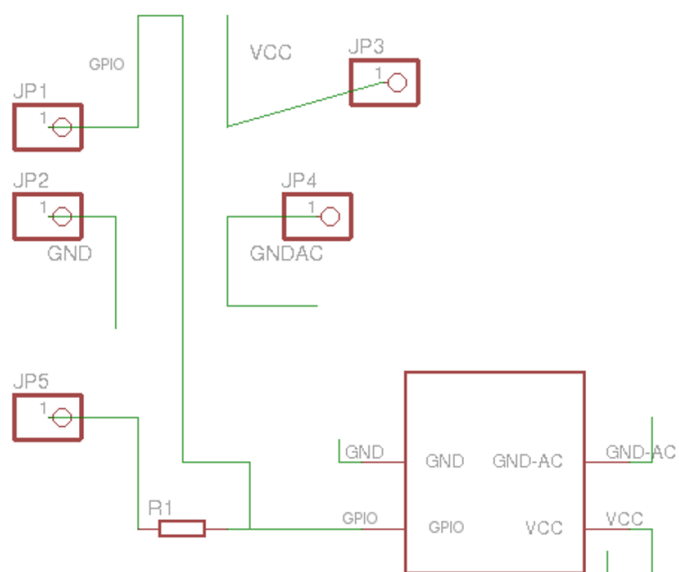 JP3
VCC
GPIO
1
JP1
1
JP2
JP4
1
1
GND
GNDAC
JP5
1
GND
GND
GND-AC
GND-AC
R1
GPIO
GPIO
VCC
VCC